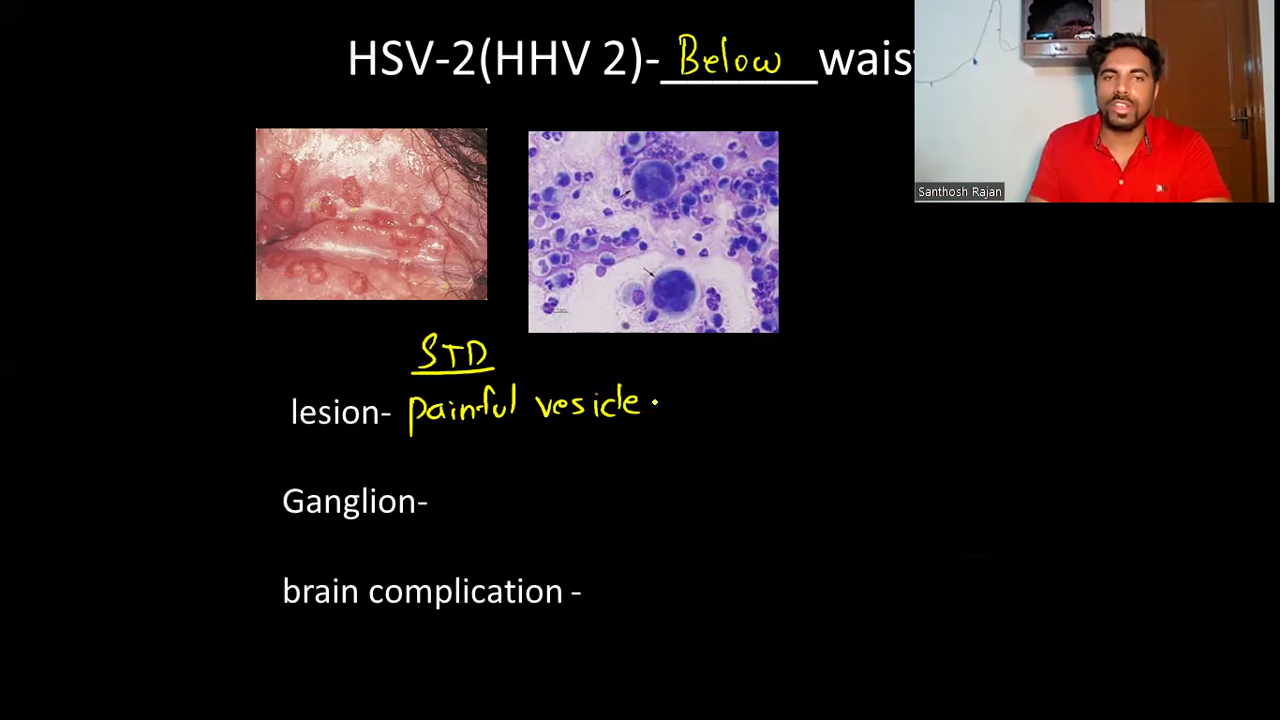 HSV-2(HHV 2)- Below waist
Santhosh Rajan
STD
lesion- painful vesicle
Ganglion-
brain complication -